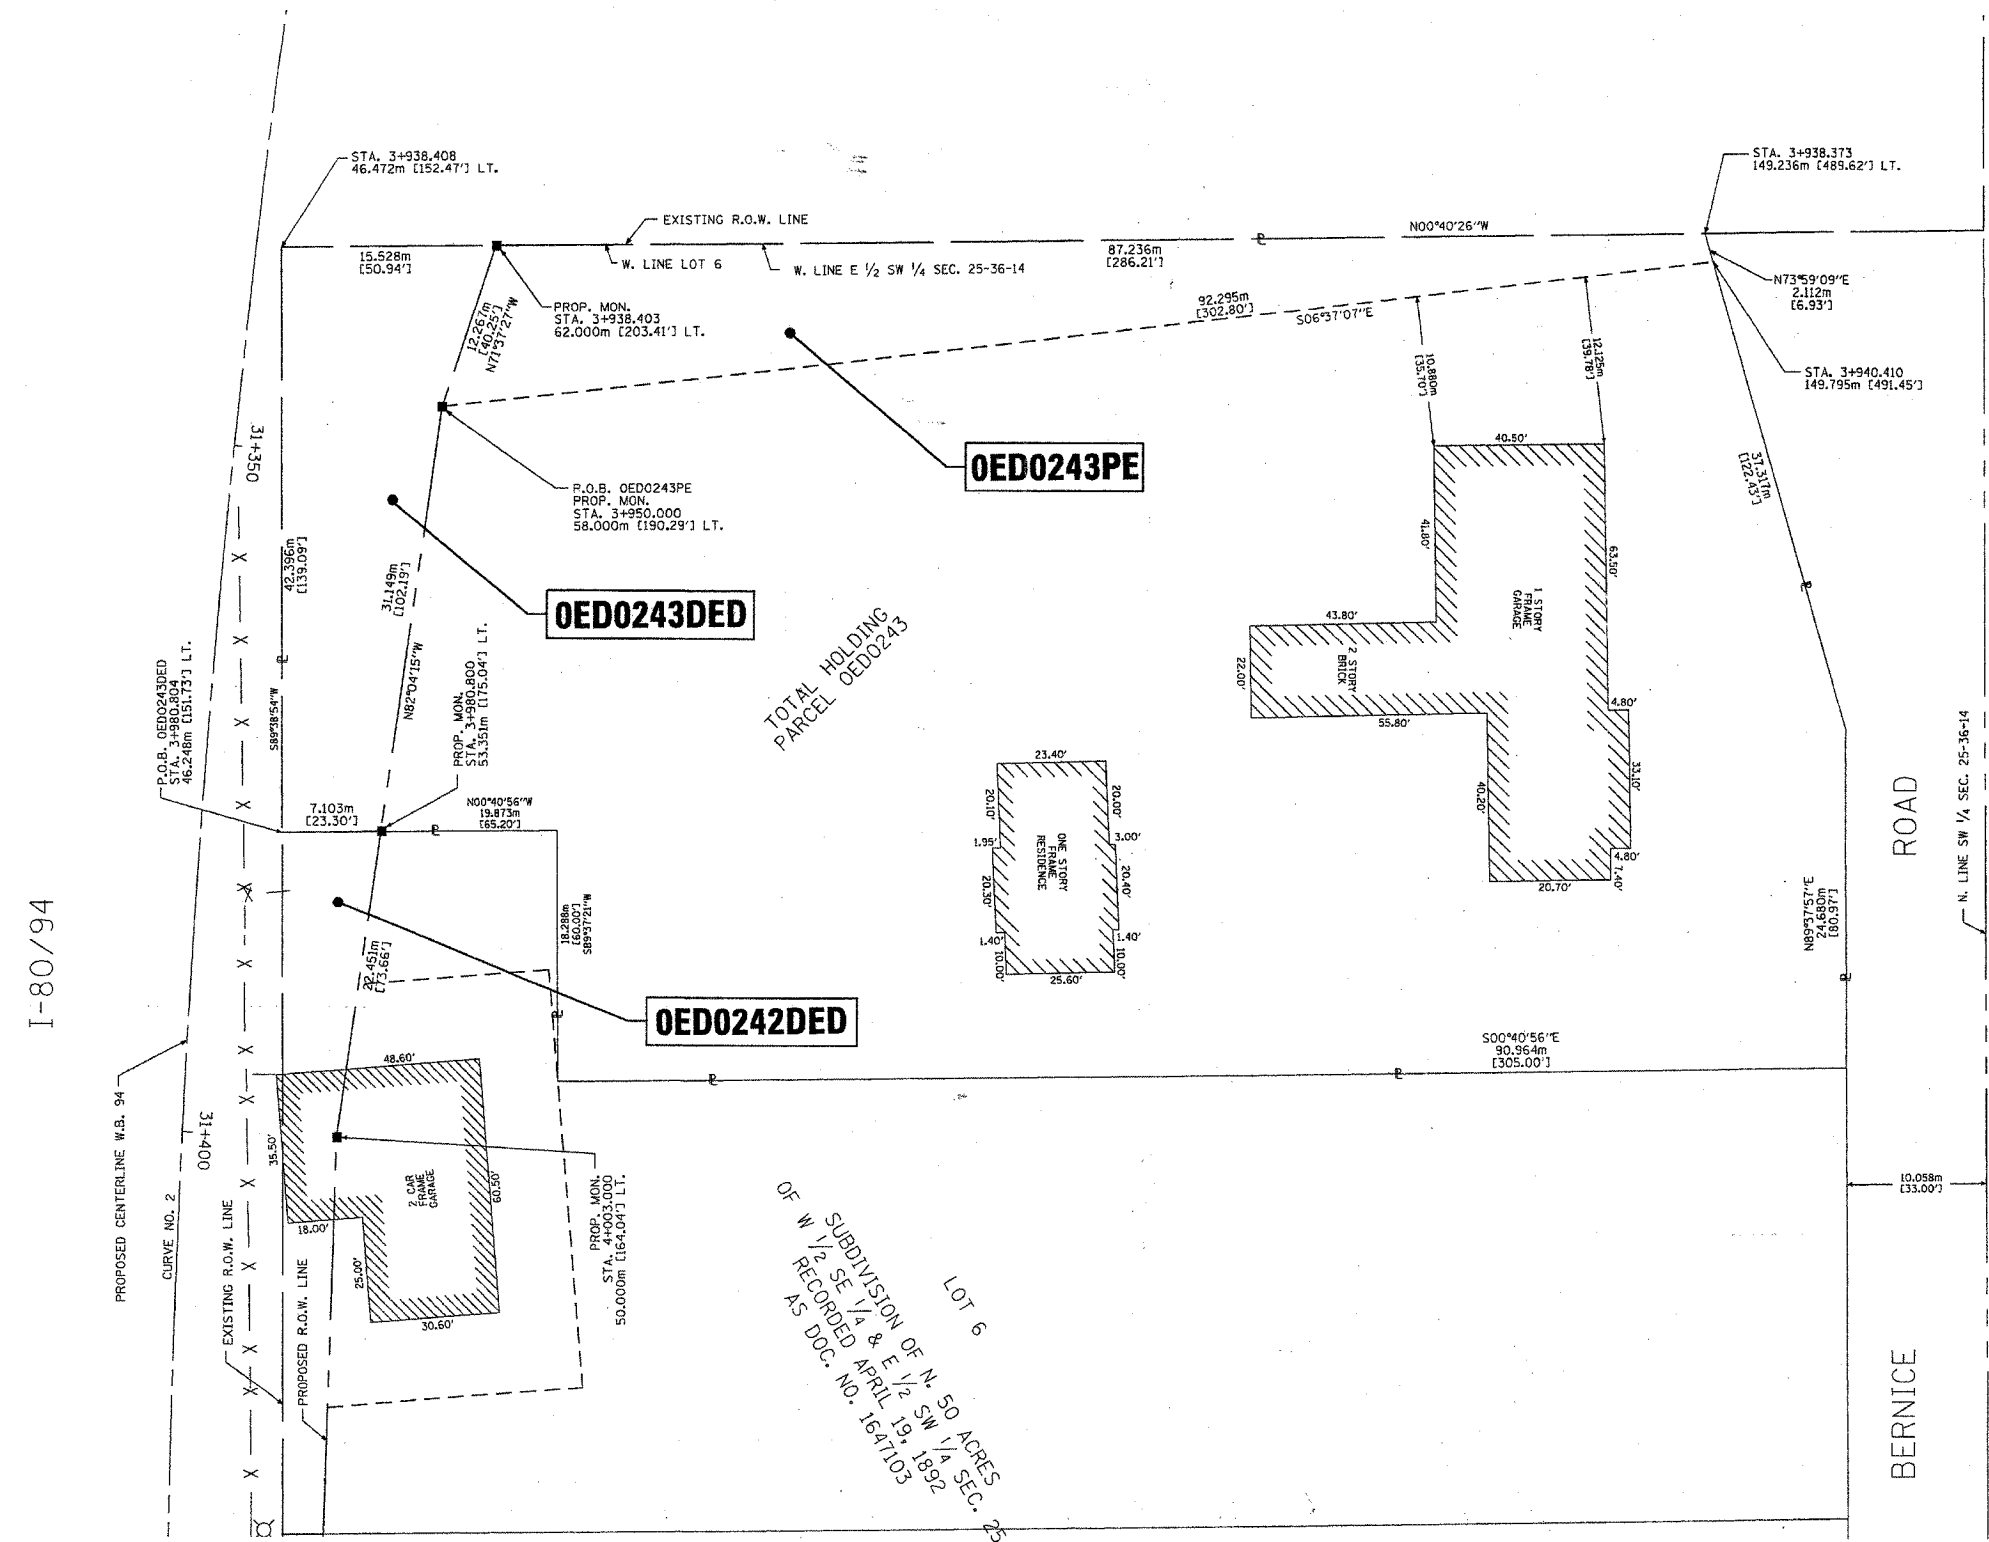 STA. 3+938.408
46.472m [152.47'] LT.
STA. 3+938.373
149.236m [489.62'] LT.
EXISTING R.O.W. LINE
N00°40'26"W
15.528m
[50.94']
W. LINE LOT 6
W. LINE E 1/2 SW 1/4 SEC. 25-36-14
87.236m
[286.21']
N73°59'09"E
2.112m
[6.93']
PROP. MON.
STA. 3+938.403
62.000m [203.41'] LT.
92.295m
[302.80']
S06°37'07"E
12.267m
[40.25']
N71°37'27"W
10.880m
[35.70']
12.125m
[39.78']
STA. 3+940.410
149.795m [491.45']
31+350
0ED0243PE
40.50'
37.317m
[122.43']
P.O.B. 0ED0243PE
PROP. MON.
STA. 3+950.000
58.000m [190.29'] LT.
41.80'
63.50'
42.396m
[139.09']
31.149m
[102.19']
0ED0243DED
1 STORY
FRAME
GARAGE
43.80'
22.00'
2 STORY
BRICK
55.80'
4.80'
TOTAL HOLDING
PARCEL 0ED0243
P.O.B. 0ED0243DED
STA. 3+980.804
46.248m [151.73'] LT.
S89°38'54"W
N82°04'15"W
PROP. MON.
STA. 3+980.800
53.351m [175.04'] LT.
23.40'
20.10'
20.00'
1.95'
3.00'
ONE STORY
FRAME
RESIDENCE
20.30'
20.40'
1.40'
1.40'
10.00'
10.00'
25.60'
40.20'
33.10'
4.80'
7.40'
20.70'
7.103m
[23.30']
N00°40'56"W
19.873m
[65.20']
18.288m
[60.00']
S89°37'21"W
22.451m
[73.66']
0ED0242DED
N89°37'57"E
24.680m
[80.97']
ROAD
N. LINE SW 1/4 SEC. 25-36-14
I-80/94
S00°40'56"E
90.964m
[305.00']
48.60'
35.50'
2 CAR
FRAME
GARAGE
60.50'
18.00'
25.00'
30.60'
31+400
PROPOSED CENTERLINE W.B. 94
CURVE NO. 2
EXISTING R.O.W. LINE
PROPOSED R.O.W. LINE
PROP. MON.
STA. 4+003.000
50.000m [164.04'] LT.
10.058m
[33.00']
LOT 6
SUBDIVISION OF N. 50 ACRES
OF W 1/2 SE 1/4 & E 1/2 SW 1/4 SEC. 25
RECORDED APRIL 19, 1892
AS DOC. NO. 1647103
BERNICE